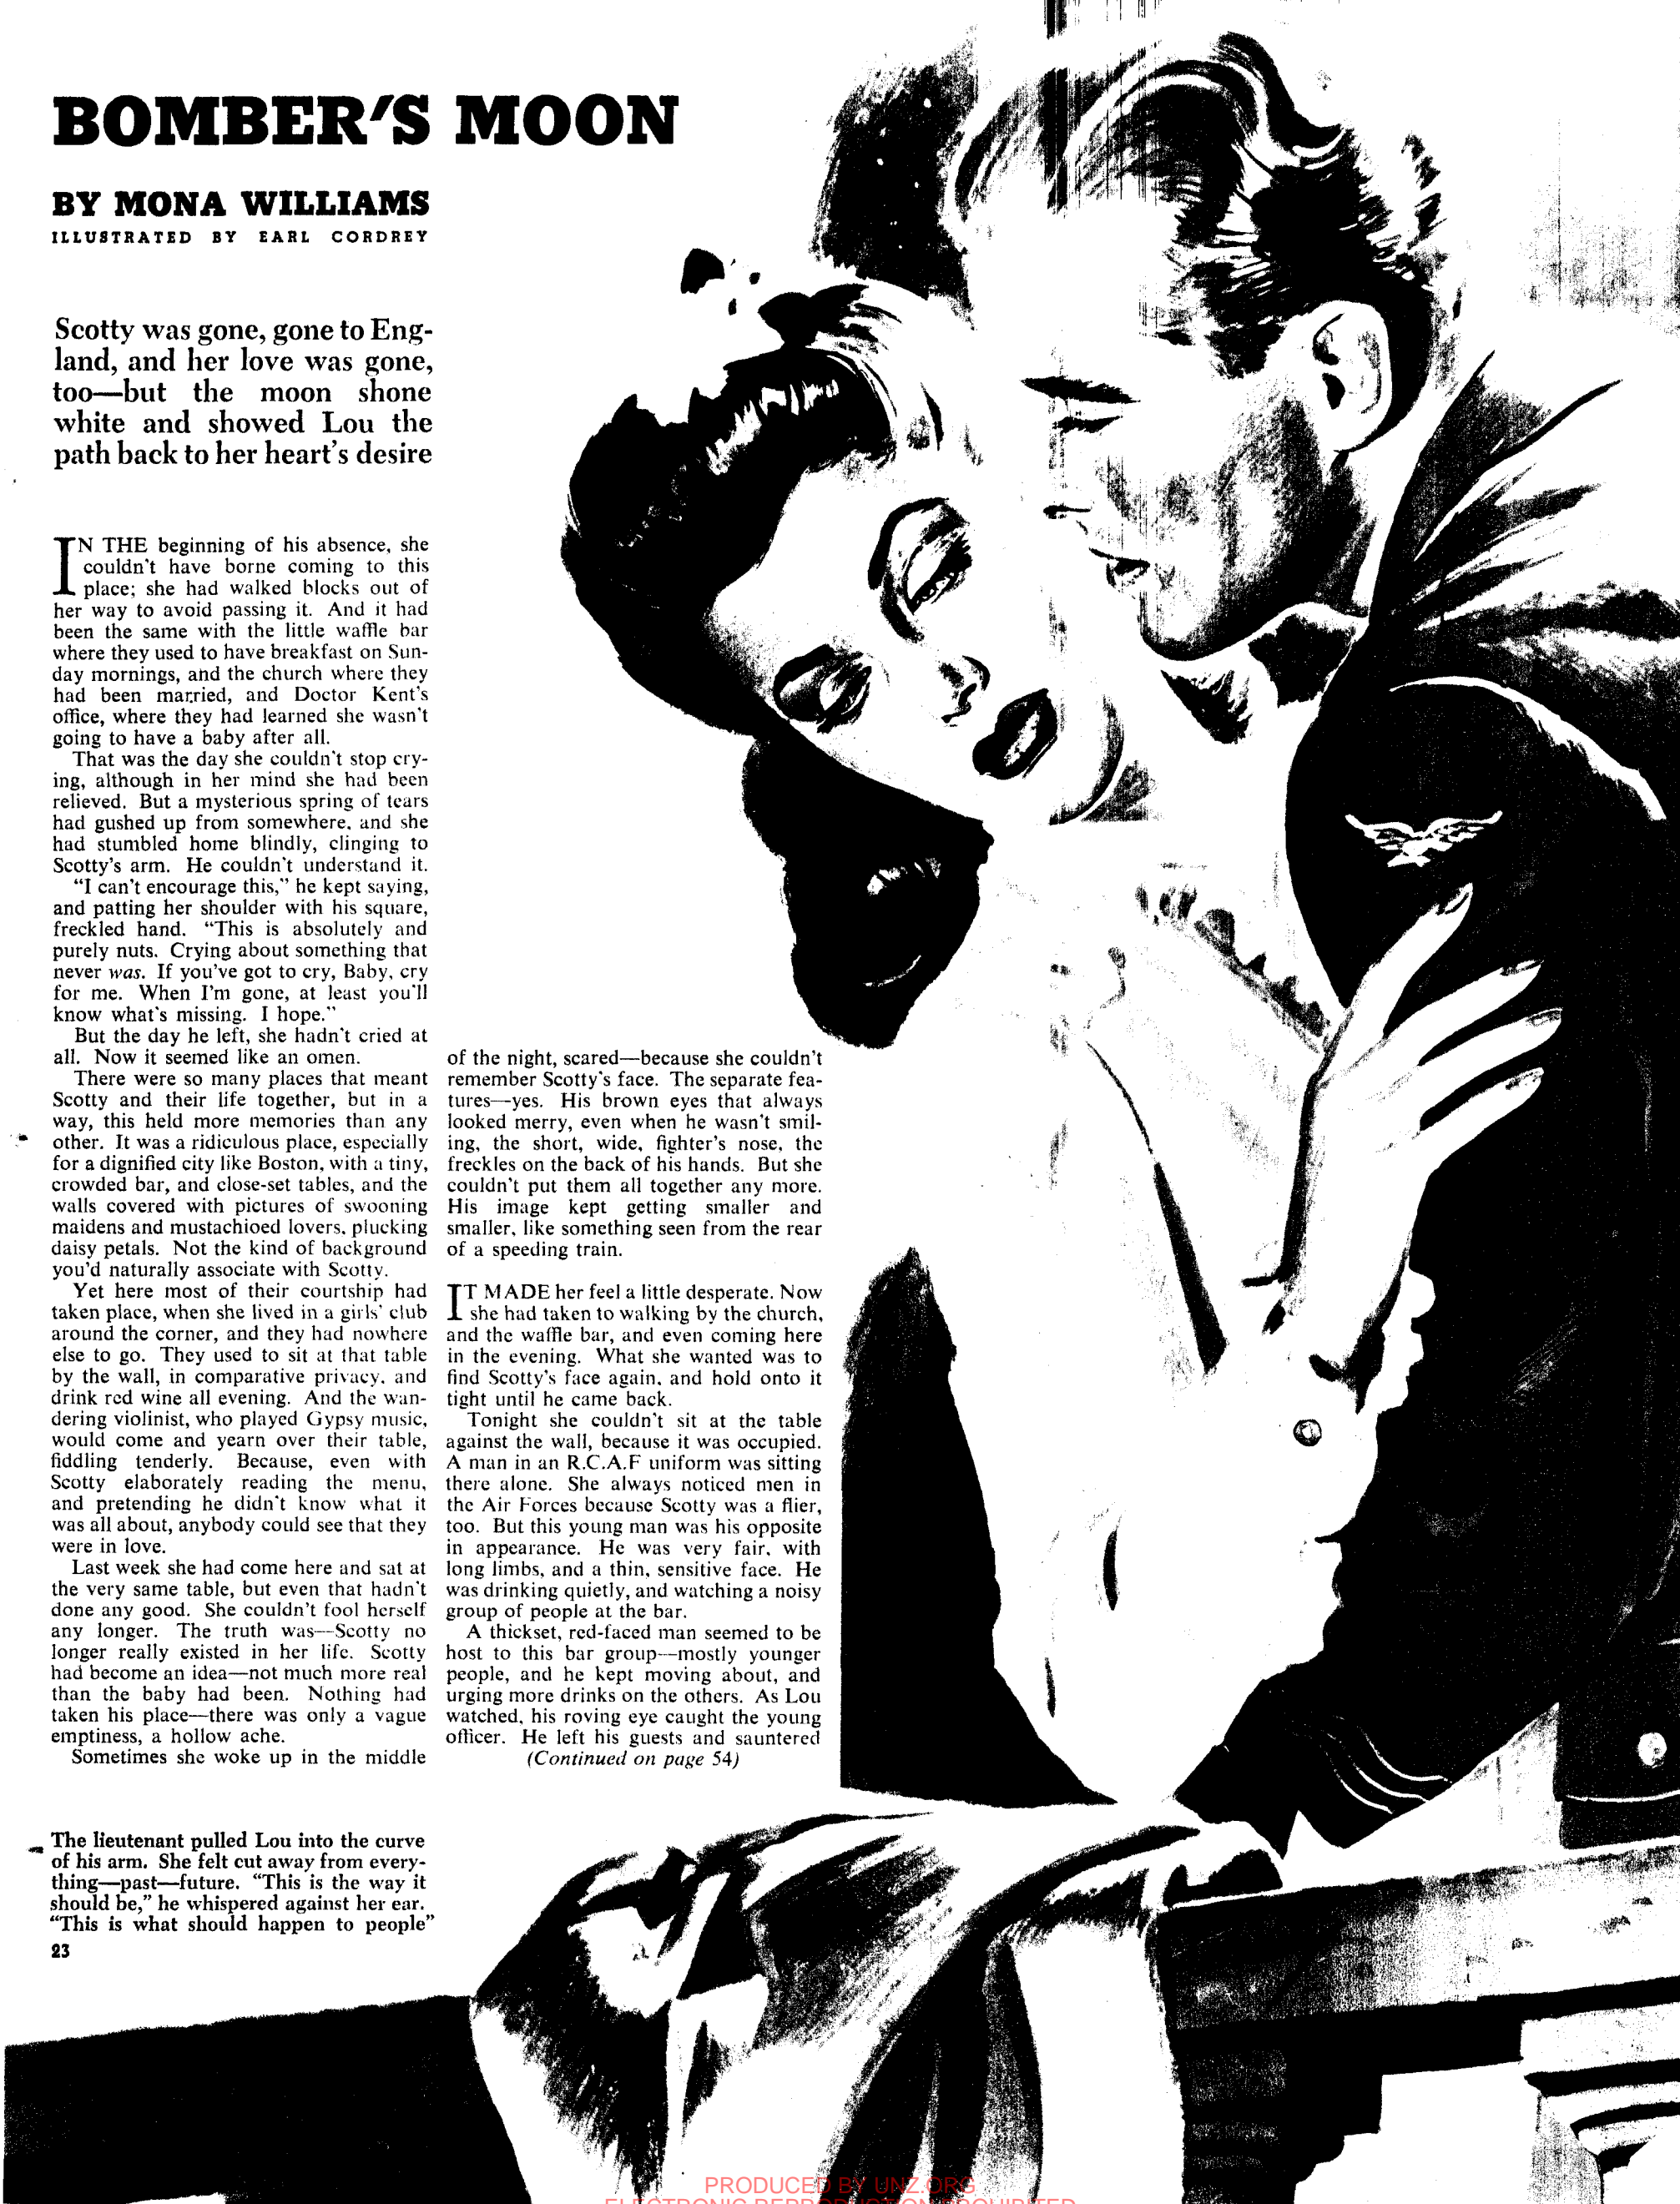 BOMBER'S MOON
BY MONA WILLIAMS
ILLUSTRATED BY EARL CORDREY
Scotty was gone, gone to Eng-
land, and her love was gone,
too—but the moon shone
white and showed Lou the
path back to her heart's desire
IN THE beginning of his absence, she
couldn't have borne coming to this
place; she had walked blocks out of
her way to avoid passing it. And it had
been the same with the little waffle bar
where they used to have breakfast on Sun-
day mornings, and the church where they
had been married, and Doctor Kent's
office, where they had learned she wasn't
going to have a baby after all.
That was the day she couldn't stop cry-
ing, although in her mind she had been
relieved. But a mysterious spring of tears
had gushed up from somewhere, and she
had stumbled home blindly, clinging to
Scotty's arm. He couldn't understand it.
"I can't encourage this," he kept saying,
and patting her shoulder with his square,
freckled hand. "This is absolutely and
purely nuts. Crying about something that
never was. If you've got to cry, Baby, cry
for me. When I'm gone, at least you'll
know what's missing. I hope."
But the day he left, she hadn't cried at
all. Now it seemed like an omen.
There were so many places that meant
Scotty and their life together, but in a
way, this held more memories than any
other. It was a ridiculous place, especially
for a dignified city like Boston, with a tiny,
crowded bar, and close-set tables, and the
walls covered with pictures of swooning
maidens and mustachioed lovers, plucking
daisy petals. Not the kind of background
you'd naturally associate with Scotty.
Yet here most of their courtship had
taken place, when she lived in a girls' club
around the corner, and they had nowhere
else to go. They used to sit at that table
by the wall, in comparative privacy, and
drink red wine all evening. And the wan-
dering violinist, who played Gypsy music,
would come and yearn over their table,
fiddling tenderly. Because, even with
Scotty elaborately reading the menu,
and pretending he didn't know what it
was all about, anybody could see that they
were in love.
Last week she had come here and sat at
the very same table, but even that hadn't
done any good. She couldn't fool herself
any longer. The truth was—Scotty no
longer really existed in her life. Scotty
had become an idea—not much more real
than the baby had been. Nothing had
taken his place—there was only a vague
emptiness, a hollow ache.
Sometimes she woke up in the middle
of the night, scared—because she couldn't
remember Scotty's face. The separate fea-
tures—yes. His brown eyes that always
looked merry, even when he wasn't smil-
ing, the short, wide, fighter's nose, the
freckles on the back of his hands. But she
couldn't put them all together any more.
His image kept getting smaller and
smaller, like something seen from the rear
of a speeding train.
IT MADE her feel a little desperate. Now
she had taken to walking by the church,
and the waffle bar, and even coming here
in the evening. What she wanted was to
find Scotty's face again, and hold onto it
tight until he came back.
Tonight she couldn't sit at the table
against the wall, because it was occupied.
A man in an R.C.A.F uniform was sitting
there alone. She always noticed men in
the Air Forces because Scotty was a flier,
too. But this young man was his opposite
in appearance. He was very fair, with
long limbs, and a thin, sensitive face. He
was drinking quietly, and watching a noisy
group of people at the bar.
A thickset, red-faced man seemed to be
host to this bar group—mostly younger
people, and he kept moving about, and
urging more drinks on the others. As Lou
watched, his roving eye caught the young
officer. He left his guests and sauntered
(Continued on page 54)
The lieutenant pulled Lou into the curve
of his arm. She felt cut away from every-
thing—past—future. "This is the way it
should be," he whispered against her ear.
"This is what should happen to people"
23
PRODUCED BY UNZ.ORG
ELECTRONIC REPRODUCTION PROHIBITED